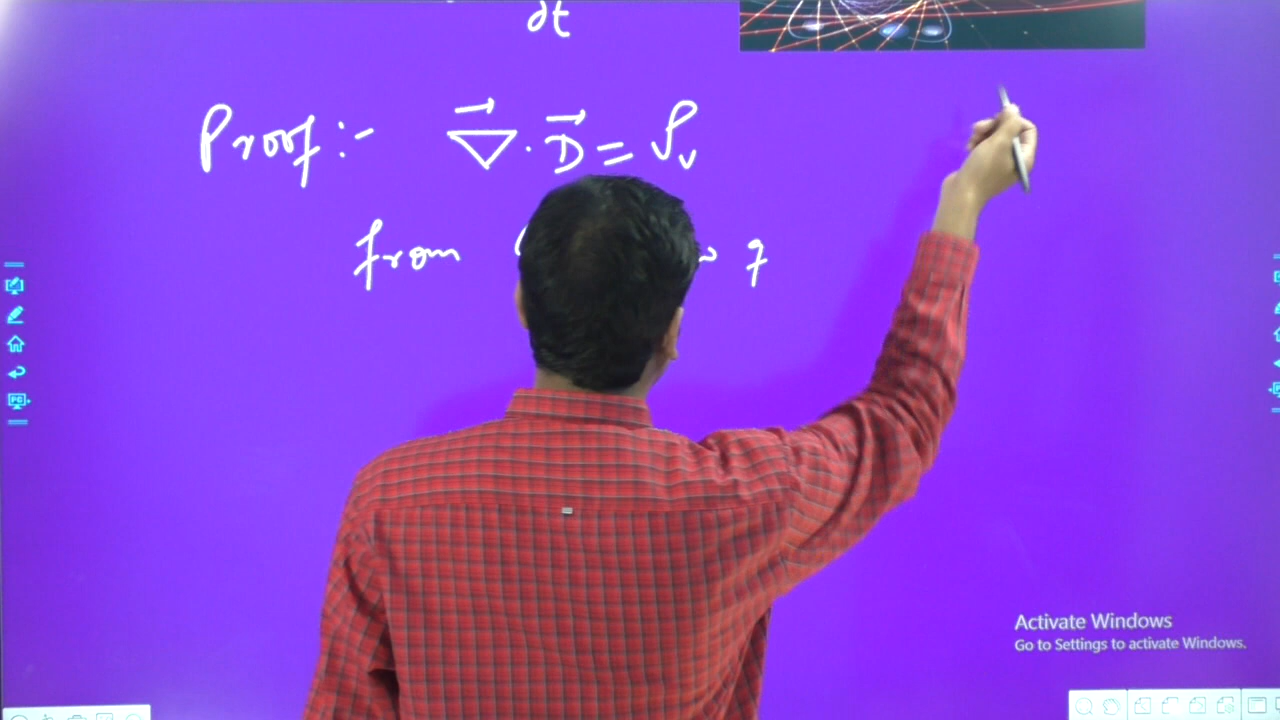 ∂t
Proof:- ∇⃗ · D⃗ = ρᵥ
from
Activate Windows
Go to Settings to activate Windows.